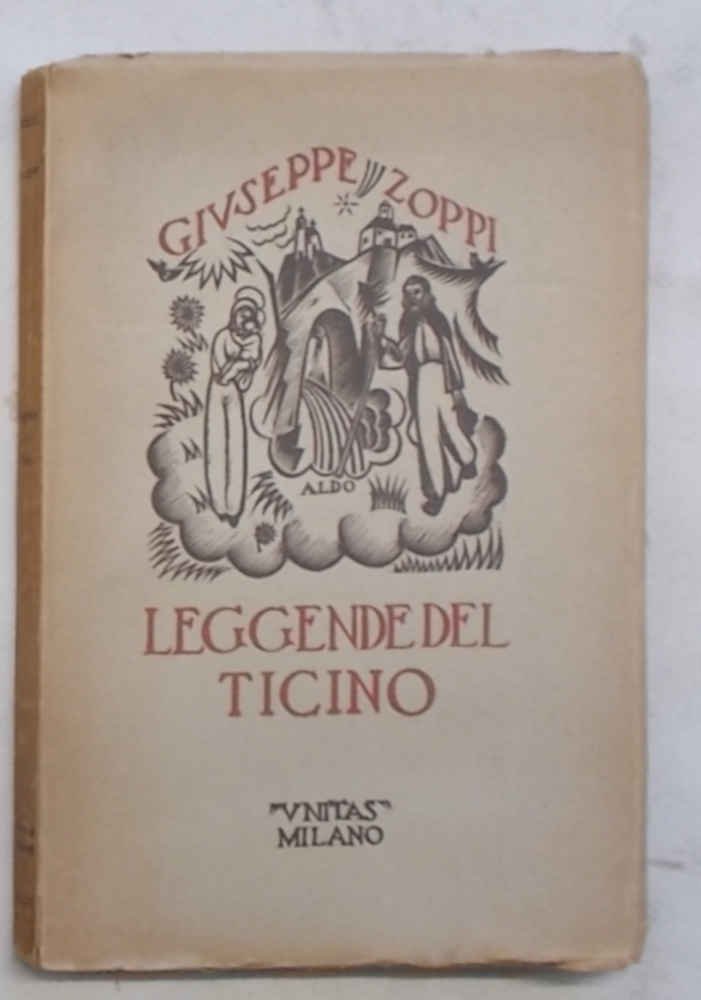 GIVSEPPE ZOPPI
ALDO
LEGGENDE DEL
TICINO
"VNITAS"
MILANO